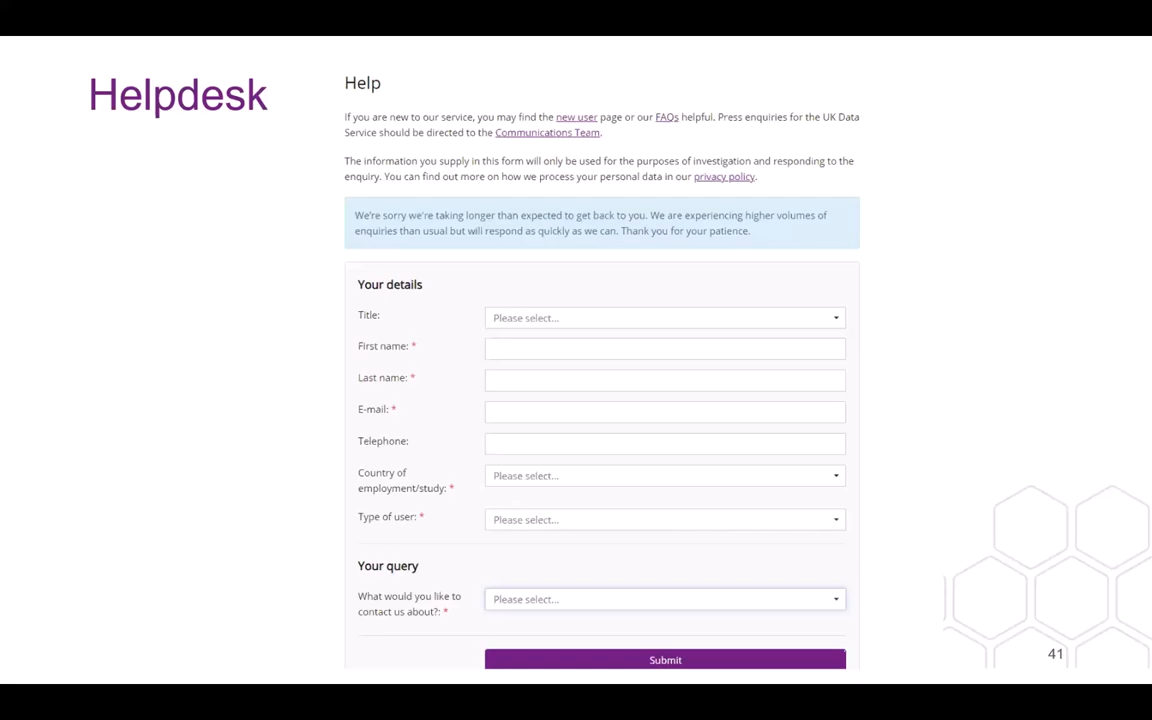 Helpdesk
Help
If you are new to our service, you may find the new user page or our FAQs helpful. Press enquiries for the UK Data
Service should be directed to the Communications Team.
The information you supply in this form will only be used for the purposes of investigation and responding to the
enquiry. You can find out more on how we process your personal data in our privacy policy.
We're sorry we're taking longer than expected to get back to you. We are experiencing higher volumes of
enquiries than usual but will respond as quickly as we can. Thank you for your patience.
Your details
Title:
Please select...
First name: *
Last name: *
E-mail: *
Telephone:
Country of
employment/study: *
Please select...
Type of user: *
Please select...
Your query
What would you like to
contact us about?: *
Please select...
Submit
41